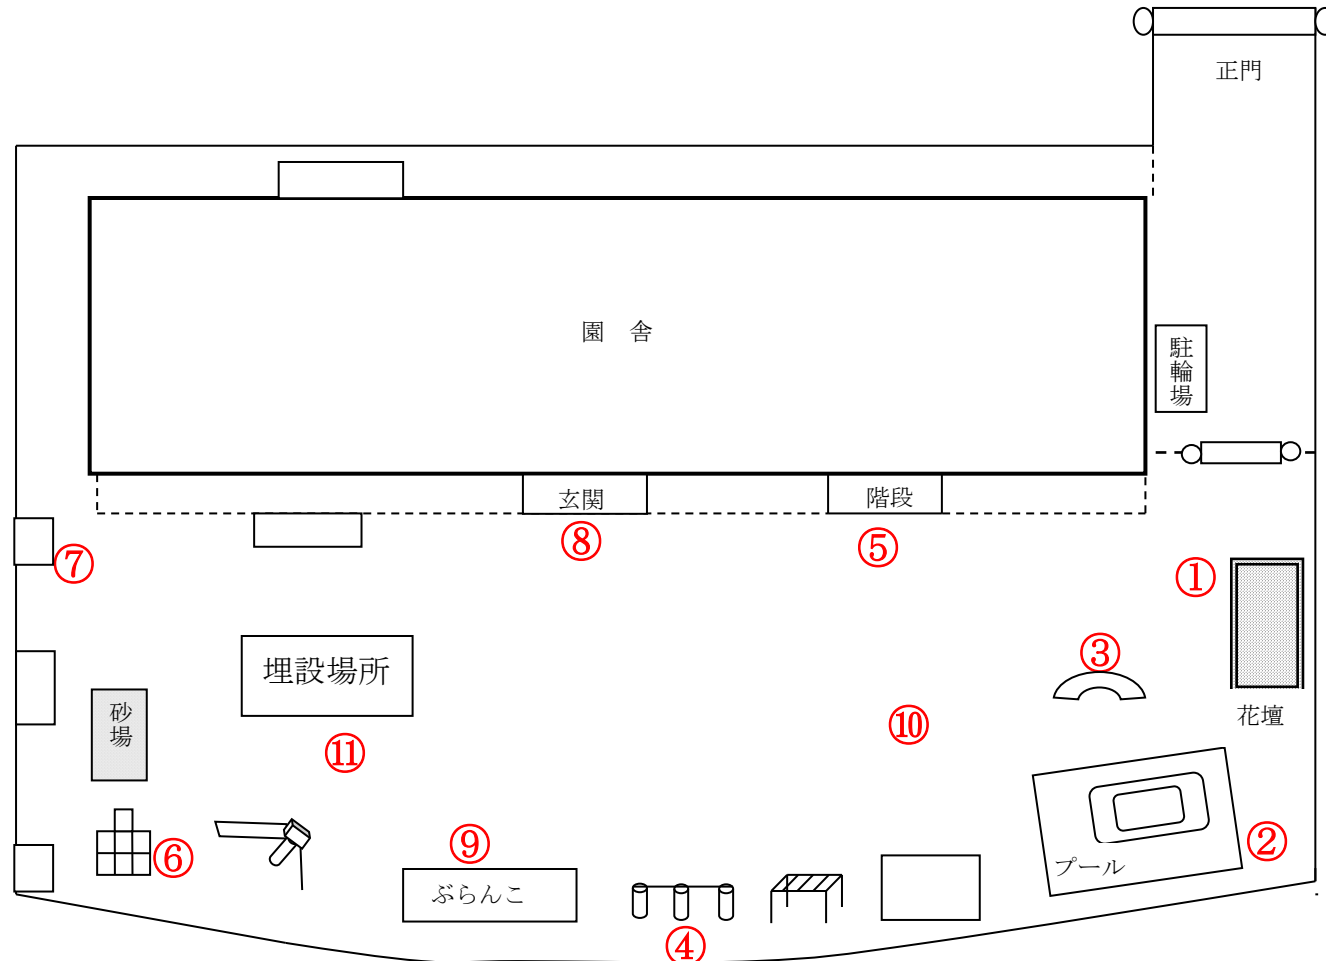 正門
園 舎
駐輪場
玄関
階段
⑧
⑤
⑦
①
③
埋設場所
砂場
花壇
⑩
⑪
⑨
②
⑥
プール
ぶらんこ
④